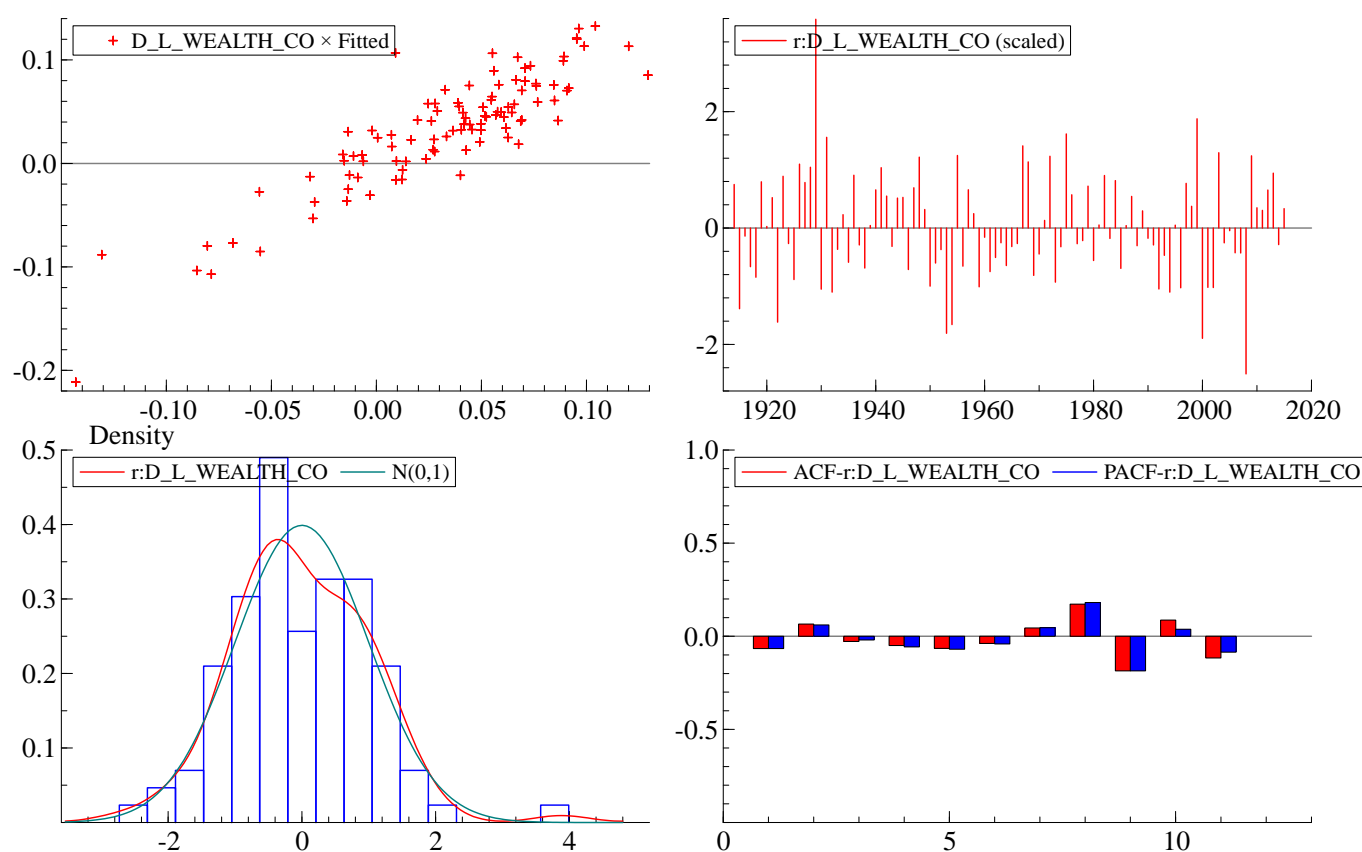 D_L_WEALTH_CO × Fitted
0.1
0.0
-0.1
-0.2
-0.10 -0.05 0.00 0.05 0.10
r:D_L_WEALTH_CO (scaled)
2
0
-2
1920 1940 1960 1980 2000 2020
Density
r:D_L_WEALTH_CO N(0,1)
0.5
0.4
0.3
0.2
0.1
-2 0 2 4
ACF-r:D_L_WEALTH_CO PACF-r:D_L_WEALTH_CO
1.0
0.5
0.0
-0.5
0 5 10